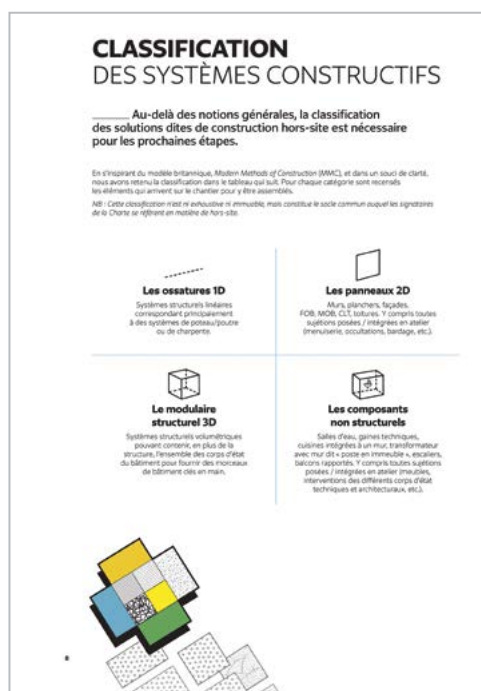 CLASSIFICATION
DES SYSTÈMES CONSTRUCTIFS
Au-delà des notions générales, la classification
des solutions dites de construction hors-site est nécessaire
pour les prochaines étapes.
En s'inspirant du modèle britannique, Modern Methods of Construction (MMC), et dans un souci de clarté,
nous avons retenu la classification dans le tableau qui suit. Pour chaque catégorie sont recensés
les éléments qui arrivent sur le chantier pour y être assemblés.
NB : Cette classification n'est ni exhaustive ni immuable, mais constitue le socle commun auquel les signataires
de la Charte se réfèrent en matière de hors-site.
Les ossatures 1D
Systèmes structurels linéaires
correspondant principalement
à des systèmes de poteau/poutre
ou de charpente.
Les panneaux 2D
Murs, planchers, façades,
FOB, MOB, CLT, toitures. Y compris toutes
sujétions posées / intégrées en atelier
(menuiserie, occultations, bardage, etc.).
Le modulaire
structurel 3D
Systèmes structurels volumétriques
pouvant contenir, en plus de la
structure, l'ensemble des corps d'état
du bâtiment pour fournir des morceaux
de bâtiment clés en main.
Les composants
non structurels
Salles d'eau, gaines techniques,
cuisines intégrées à un mur, transformateur
avec mur dit « poste en immeuble », escaliers,
balcons rapportés. Y compris toutes sujétions
posées / intégrées en atelier (meubles,
interventions des différents corps d'état
techniques et architecturaux, etc.).
8